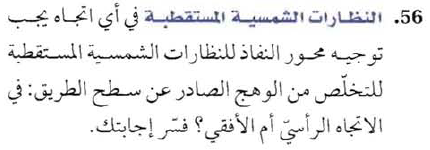 56. النظارات الشمسية المستقطبة في أي اتجاه يجب
توجيه محور النفاذ للنظارات الشمسية المستقطبة
للتخلّص من الوهج الصادر عن سطح الطريق: في
الاتجاه الرأسيّ أم الأفقي؟ فسّر إجابتك.